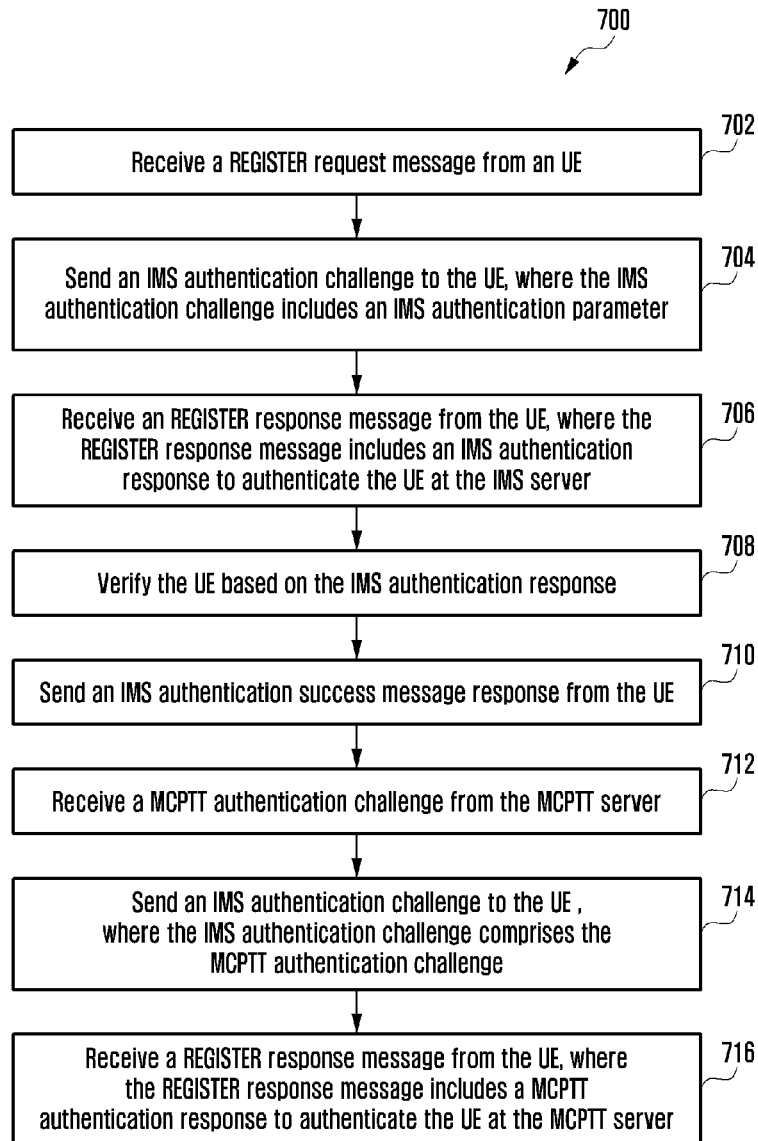 700
702
Receive a REGISTER request message from an UE
704
Send an IMS authentication challenge to the UE, where the IMS
authentication challenge includes an IMS authentication parameter
706
Receive an REGISTER response message from the UE, where the
REGISTER response message includes an IMS authentication
response to authenticate the UE at the IMS server
708
Verify the UE based on the IMS authentication response
710
Send an IMS authentication success message response from the UE
712
Receive a MCPTT authentication challenge from the MCPTT server
714
Send an IMS authentication challenge to the UE ,
where the IMS authentication challenge comprises the
MCPTT authentication challenge
716
Receive a REGISTER response message from the UE, where
the REGISTER response message includes a MCPTT
authentication response to authenticate the UE at the MCPTT server